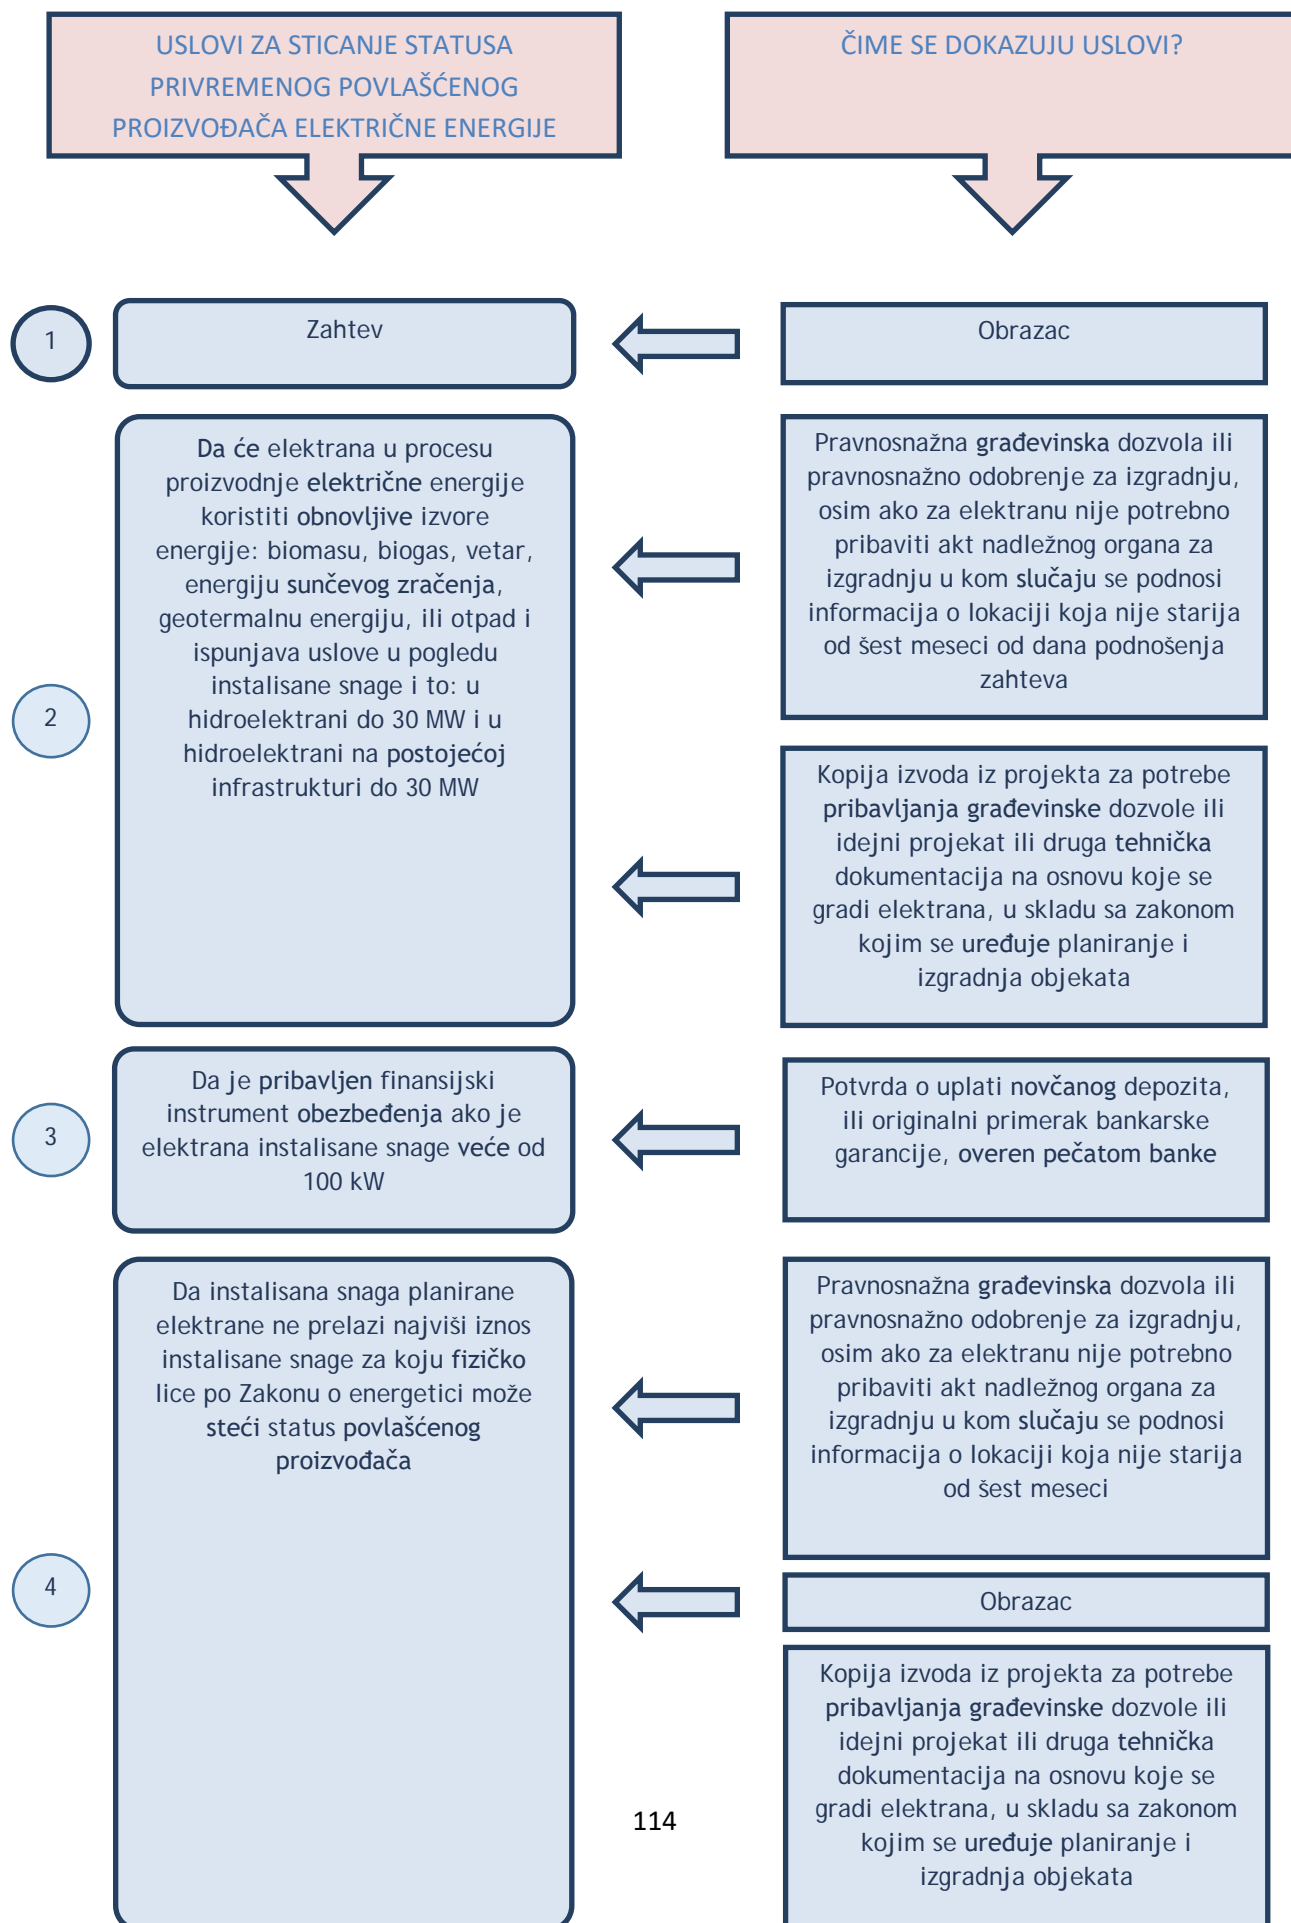 USLOVI ZA STICANJE STATUSA
PRIVREMENOG POVLAŠĆENOG
PROIZVOĐAČA ELEKTRIČNE ENERGIJE
ČIME SE DOKAZUJU USLOVI?
1
Zahtev
Obrazac
2
Da će elektrana u procesu
proizvodnje električne energije
koristiti obnovljive izvore
energije: biomasu, biogas, vetar,
energiju sunčevog zračenja,
geotermalnu energiju, ili otpad i
ispunjava uslove u pogledu
instalisane snage i to: u
hidroelektrani do 30 MW i u
hidroelektrani na postojećoj
infrastrukturi do 30 MW
Pravnosnažna građevinska dozvola ili
pravnosnažno odobrenje za izgradnju,
osim ako za elektranu nije potrebno
pribaviti akt nadležnog organa za
izgradnju u kom slučaju se podnosi
informacija o lokaciji koja nije starija
od šest meseci od dana podnošenja
zahteva
Kopija izvoda iz projekta za potrebe
pribavljanja građevinske dozvole ili
idejni projekat ili druga tehnička
dokumentacija na osnovu koje se
gradi elektrana, u skladu sa zakonom
kojim se uređuje planiranje i
izgradnja objekata
3
Da je pribavljen finansijski
instrument obezbeđenja ako je
elektrana instalisane snage veće od
100 kW
Potvrda o uplati novčanog depozita,
ili originalni primerak bankarske
garancije, overen pečatom banke
4
Da instalisana snaga planirane
elektrane ne prelazi najviši iznos
instalisane snage za koju fizičko
lice po Zakonu o energetici može
steći status povlašćenog
proizvođača
Pravnosnažna građevinska dozvola ili
pravnosnažno odobrenje za izgradnju,
osim ako za elektranu nije potrebno
pribaviti akt nadležnog organa za
izgradnju u kom slučaju se podnosi
informacija o lokaciji koja nije starija
od šest meseci
Obrazac
Kopija izvoda iz projekta za potrebe
pribavljanja građevinske dozvole ili
idejni projekat ili druga tehnička
dokumentacija na osnovu koje se
gradi elektrana, u skladu sa zakonom
kojim se uređuje planiranje i
izgradnja objekata
114